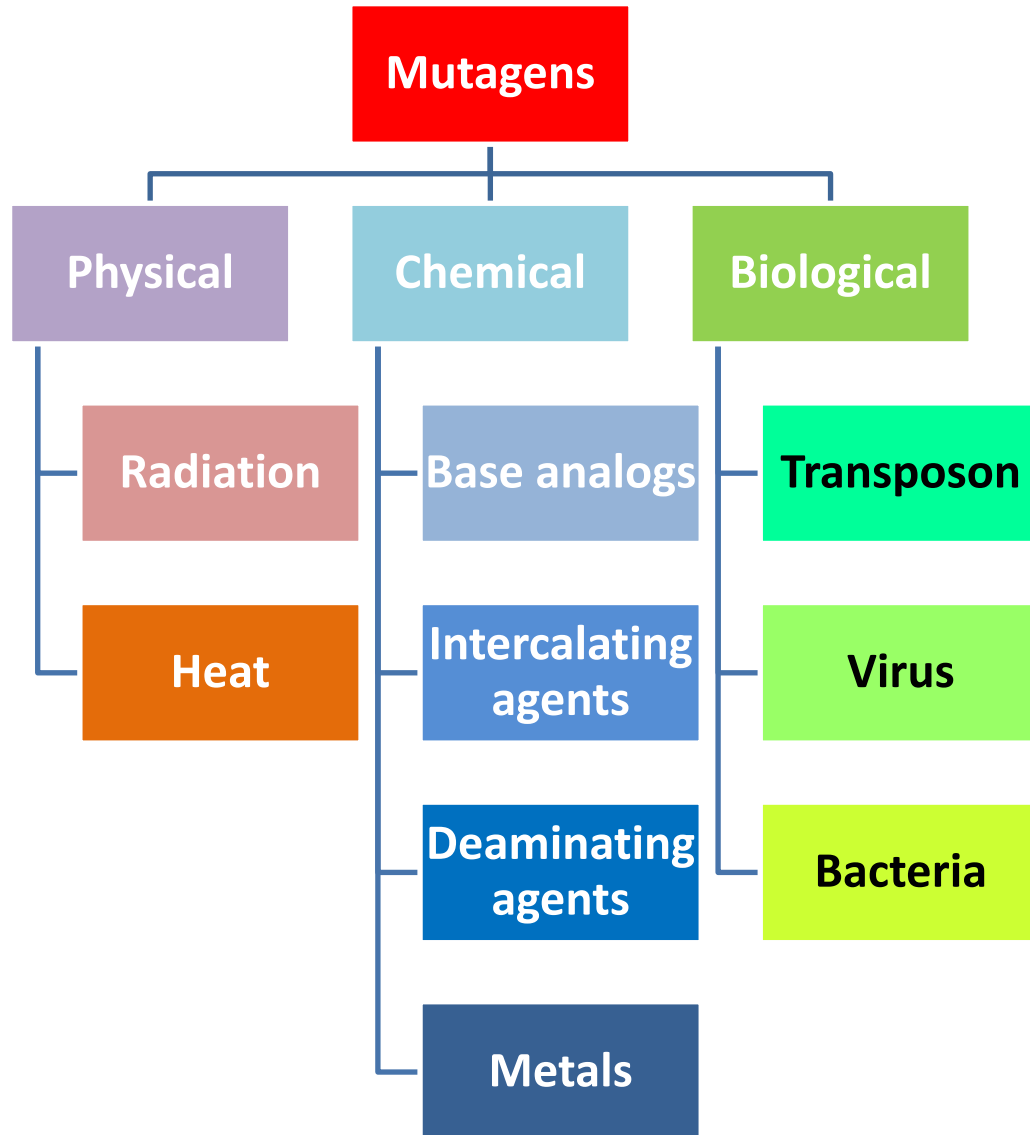 Mutagens
Physical
Chemical
Biological
Radiation
Base analogs
Transposon
Heat
Intercalating
agents
Virus
Deaminating
agents
Bacteria
Metals